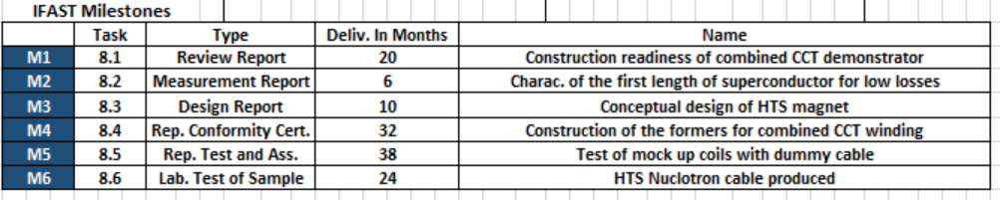 IFAST Milestones
Task Type Deliv. In Months Name
M1 8.1 Review Report 20 Construction readiness of combined CCT demonstrator
M2 8.2 Measurement Report 6 Charac. of the first length of superconductor for low losses
M3 8.3 Design Report 10 Conceptual design of HTS magnet
M4 8.4 Rep. Conformity Cert. 32 Construction of the formers for combined CCT winding
M5 8.5 Rep. Test and Ass. 38 Test of mock up coils with dummy cable
M6 8.6 Lab. Test of Sample 24 HTS Nuclotron cable produced